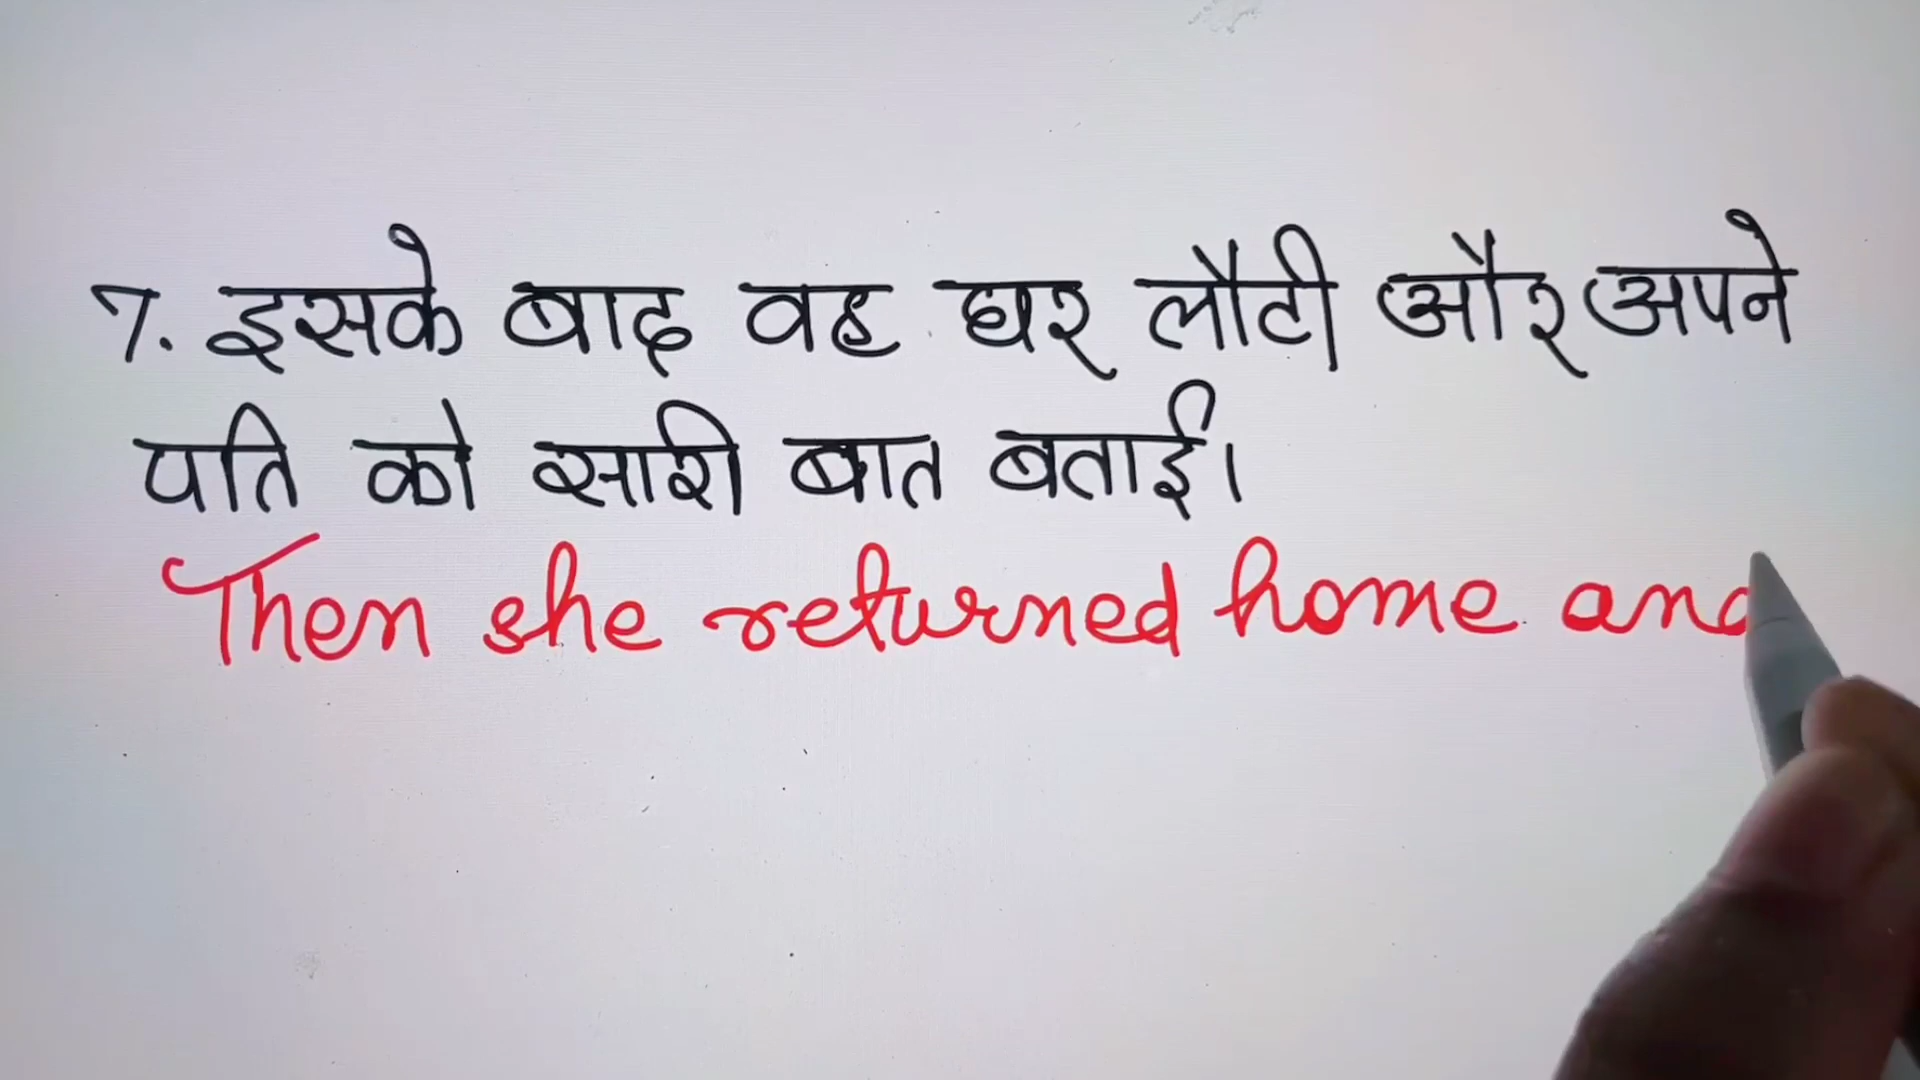 7. इसके बाद वह घर लौटी और अपने
पति को सारी बात बताई।
Then she returned home and